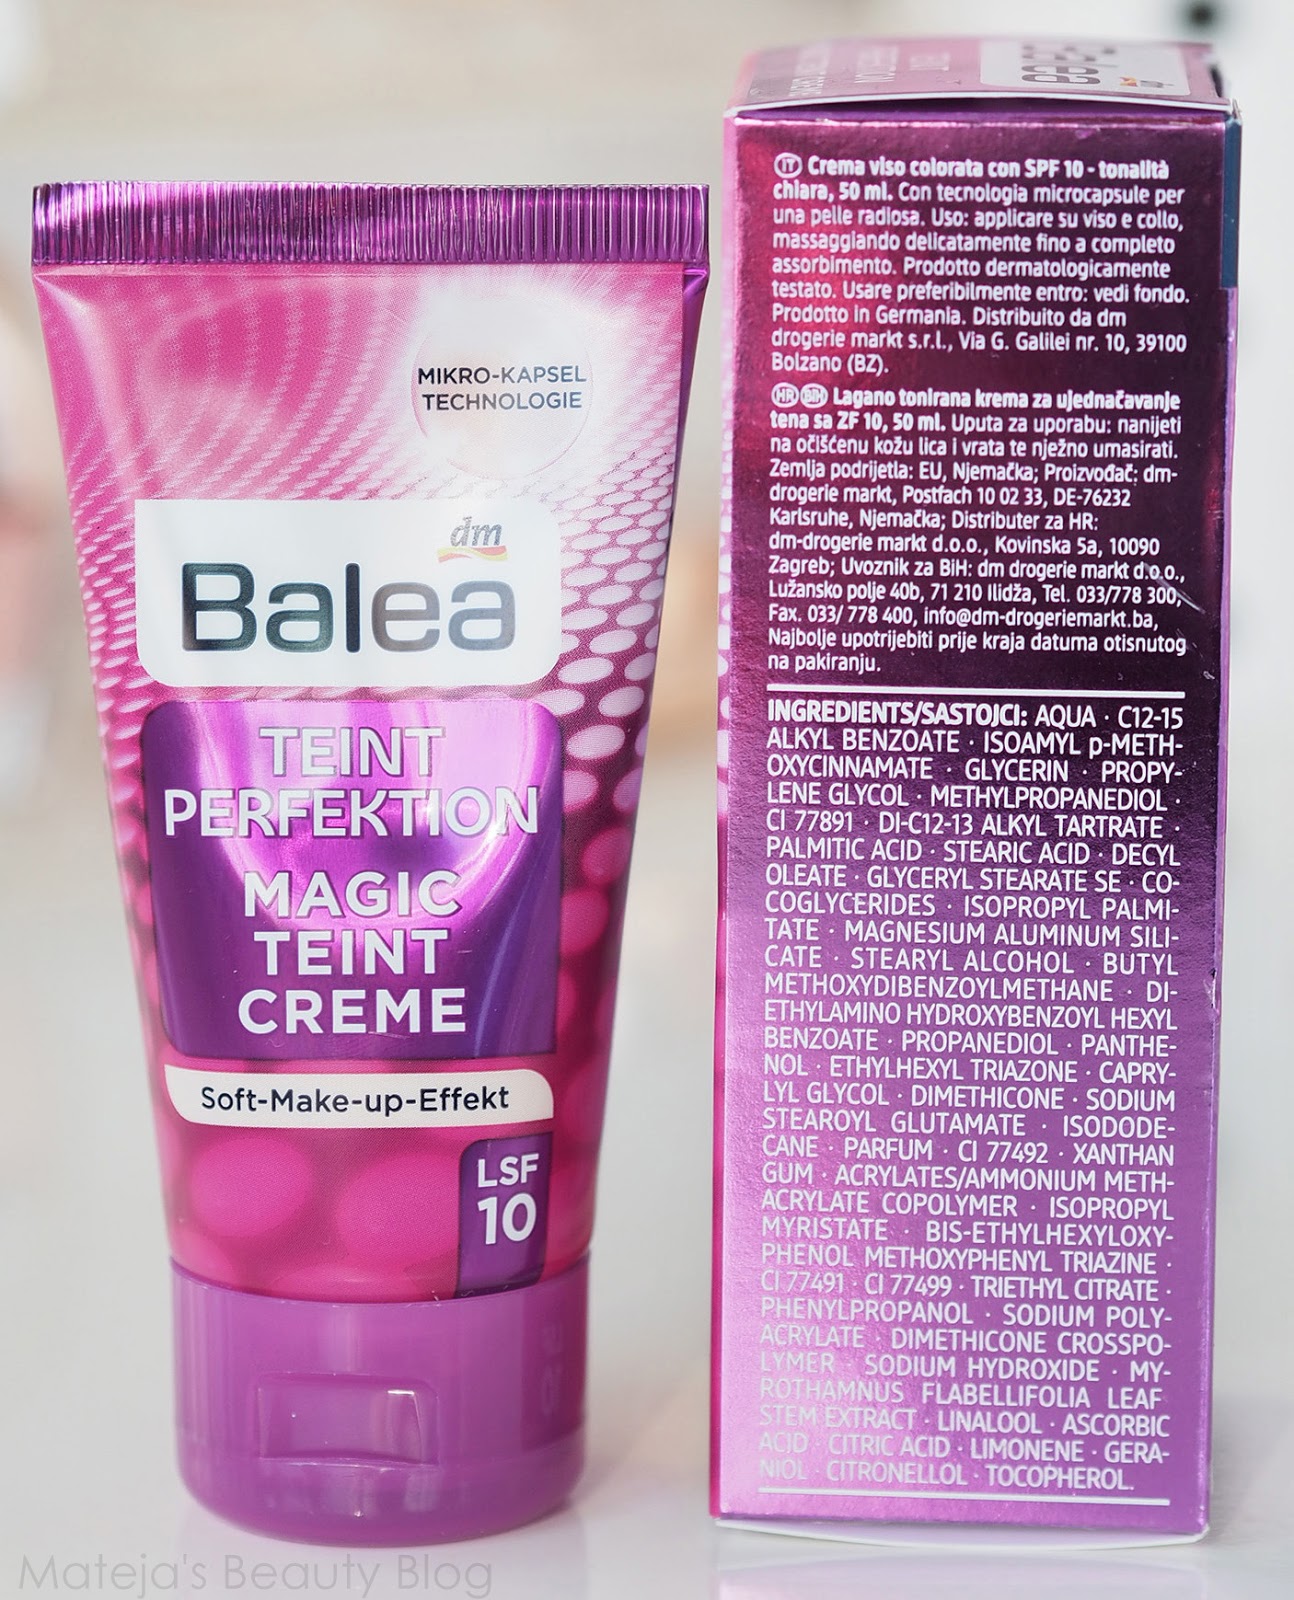 MIKRO-KAPSEL
TECHNOLOGIE
dm
Balea
TEINT
PERFEKTION
MAGIC
TEINT
CREME
Soft-Make-up-Effekt
LSF
10
Balea
dm
IT Crema viso colorata con SPF 10 - tonalità
chiara, 50 ml. Con tecnologia microcapsule per
una pelle radiosa. Uso: applicare su viso e collo,
massaggiando delicatamente fino a completo
assorbimento. Prodotto dermatologicamente
testato. Usare preferibilmente entro: vedi fondo.
Prodotto in Germania. Distribuito da dm
drogerie markt s.r.l., Via G. Galilei nr. 10, 39100
Bolzano (BZ).
HR BIH Lagano tonirana krema za ujednačavanje
tena sa ZF 10, 50 ml. Uputa za uporabu: nanijeti
na očišćenu kožu lica i vrata te nježno umasirati.
Zemlja podrijetla: EU, Njemačka; Proizvođač: dm-
drogerie markt, Postfach 10 02 33, DE-76232
Karlsruhe, Njemačka; Distributer za HR:
dm-drogerie markt d.o.o., Kovinska 5a, 10090
Zagreb; Uvoznik za BiH: dm drogerie markt d.o.o.,
Lužansko polje 40b, 71 210 Ilidža, Tel. 033/778 300,
Fax. 033/ 778 400, info@dm-drogeriemarkt.ba,
Najbolje upotrijebiti prije kraja datuma otisnutog
na pakiranju.
INGREDIENTS/SASTOJCI: AQUA · C12-15
ALKYL BENZOATE · ISOAMYL p-METH-
OXYCINNAMATE · GLYCERIN · PROPY-
LENE GLYCOL · METHYLPROPANEDIOL ·
CI 77891 · DI-C12-13 ALKYL TARTRATE ·
PALMITIC ACID · STEARIC ACID · DECYL
OLEATE · GLYCERYL STEARATE SE · CO-
COGLYCERIDES · ISOPROPYL PALMI-
TATE · MAGNESIUM ALUMINUM SILI-
CATE · STEARYL ALCOHOL · BUTYL
METHOXYDIBENZOYLMETHANE · DI-
ETHYLAMINO HYDROXYBENZOYL HEXYL
BENZOATE · PROPANEDIOL · PANTHE-
NOL · ETHYLHEXYL TRIAZONE · CAPRY-
LYL GLYCOL · DIMETHICONE · SODIUM
STEAROYL GLUTAMATE · ISODODE-
CANE · PARFUM · CI 77492 · XANTHAN
GUM · ACRYLATES/AMMONIUM METH-
ACRYLATE COPOLYMER · ISOPROPYL
MYRISTATE · BIS-ETHYLHEXYLOXY-
PHENOL METHOXYPHENYL TRIAZINE ·
CI 77491 · CI 77499 · TRIETHYL CITRATE ·
PHENYLPROPANOL · SODIUM POLY-
ACRYLATE · DIMETHICONE CROSSPO-
LYMER · SODIUM HYDROXIDE · MY-
ROTHAMNUS FLABELLIFOLIA LEAF
STEM EXTRACT · LINALOOL · ASCORBIC
ACID · CITRIC ACID · LIMONENE · GERA-
NIOL · CITRONELLOL · TOCOPHEROL.
Mateja's Beauty Blog